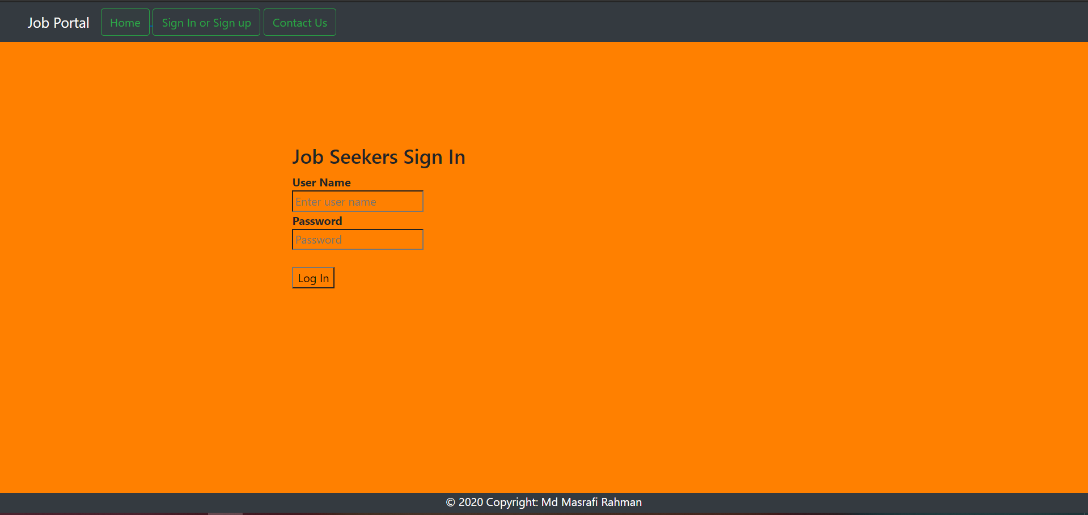 Job Portal Home Sign In or Sign up Contact Us
Job Seekers Sign In
User Name
Enter user name
Password
Password
Log In
© 2020 Copyright: Md Masrafi Rahman